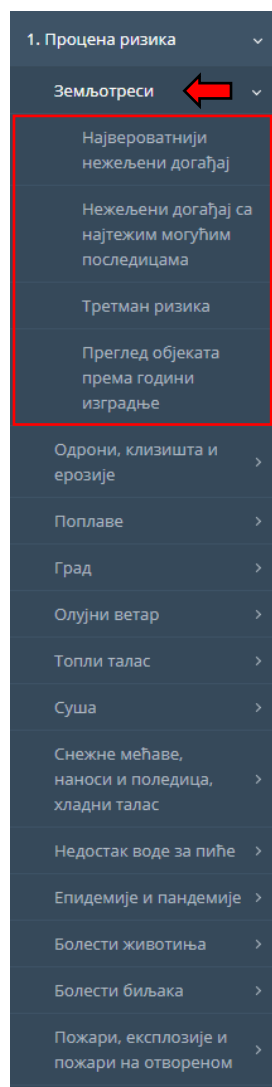 1. Процена ризика
Земљотреси
Највероватнији
нежељени догађај
Нежељени догађај са
најтежим могућим
последицама
Третман ризика
Преглед објеката
према години
изградње
Одрони, клизишта и
ерозије
Поплаве
Град
Олујни ветар
Топли талас
Суша
Снежне мећаве,
наноси и поледица,
хладни талас
Недостак воде за пиће
Епидемије и пандемије
Болести животиња
Болести биљака
Пожари, експлозије и
пожари на отвореном